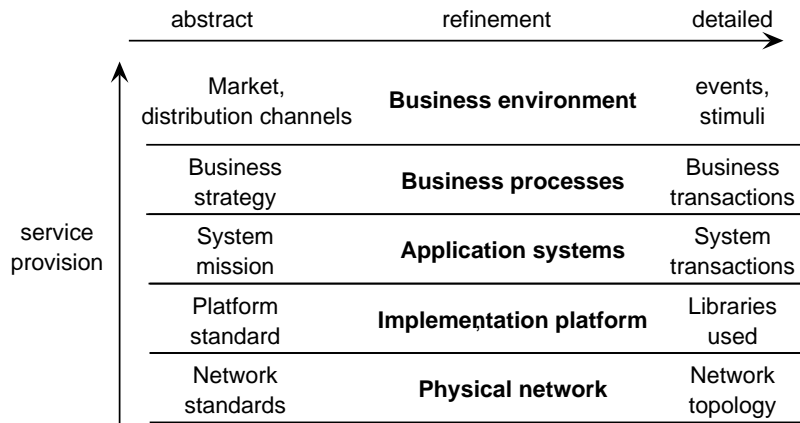 abstract refinement detailed
Market, Business environment events,
distribution channels stimuli
Business Business processes Business
strategy transactions
service
provision
System Application systems System
mission transactions
Platform Implementation platform Libraries
standard used
Network Physical network Network
standards topology